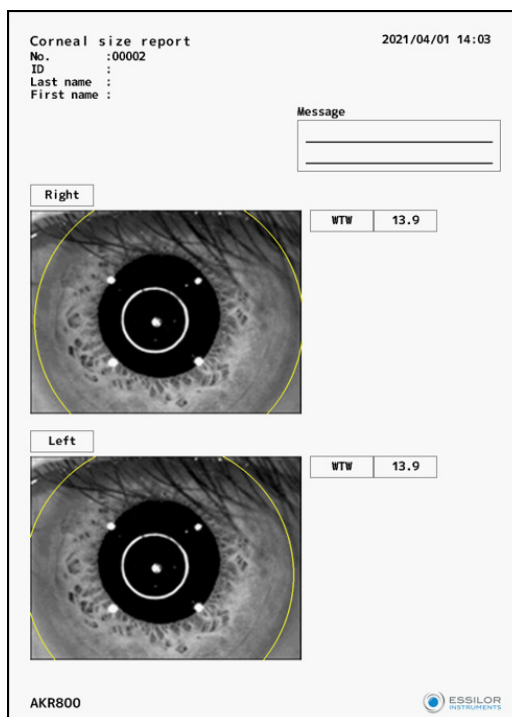 Corneal size report 2021/04/01 14:03
No. :00002
ID :
Last name :
First name :
Message
Right
WTW 13.9
Left
WTW 13.9
AKR800
ESSILOR
INSTRUMENTS